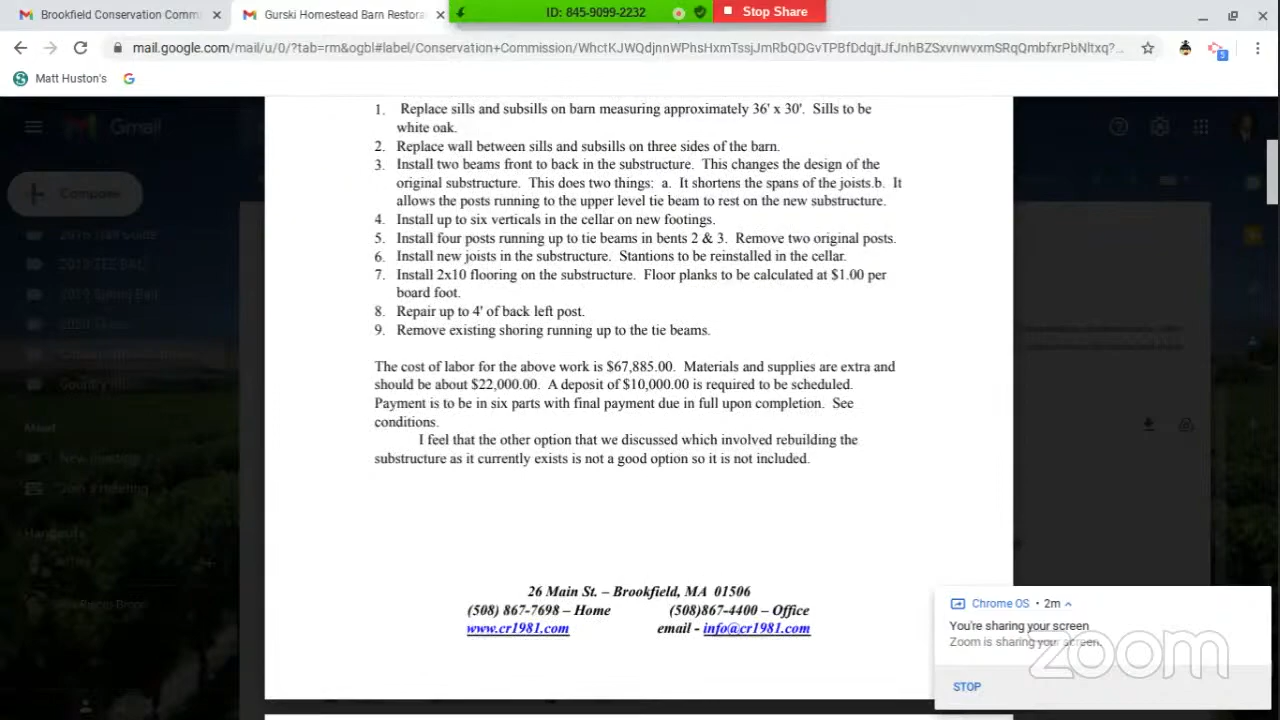 Brookfield Conservation Comm
Gurski Homestead Barn Restora
ID: 845-9099-2232
Stop Share
Matt Huston's
Gmail
Compose
1. Replace sills and subsills on barn measuring approximately 36' x 30'. Sills to be
white oak.
2. Replace wall between sills and subsills on three sides of the barn.
3. Install two beams front to back in the substructure. This changes the design of the
original substructure. This does two things: a. It shortens the spans of the joists.b. It
allows the posts running to the upper level tie beam to rest on the new substructure.
4. Install up to six verticals in the cellar on new footings.
5. Install four posts running up to tie beams in bents 2 & 3. Remove two original posts.
6. Install new joists in the substructure. Stantions to be reinstalled in the cellar.
7. Install 2x10 flooring on the substructure. Floor planks to be calculated at $1.00 per
board foot.
8. Repair up to 4' of back left post.
9. Remove existing shoring running up to the tie beams.
The cost of labor for the above work is $67,885.00. Materials and supplies are extra and
should be about $22,000.00. A deposit of $10,000.00 is required to be scheduled.
Payment is to be in six parts with final payment due in full upon completion. See
conditions.
I feel that the other option that we discussed which involved rebuilding the
substructure as it currently exists is not a good option so it is not included.
26 Main St. – Brookfield, MA 01506
(508) 867-7698 – Home (508)867-4400 – Office
www.cr1981.com email - info@cr1981.com
Meet
New meeting
Join a meeting
Hangouts
Chrome OS • 2m
You're sharing your screen
Zoom is sharing your screen.
STOP
zoom